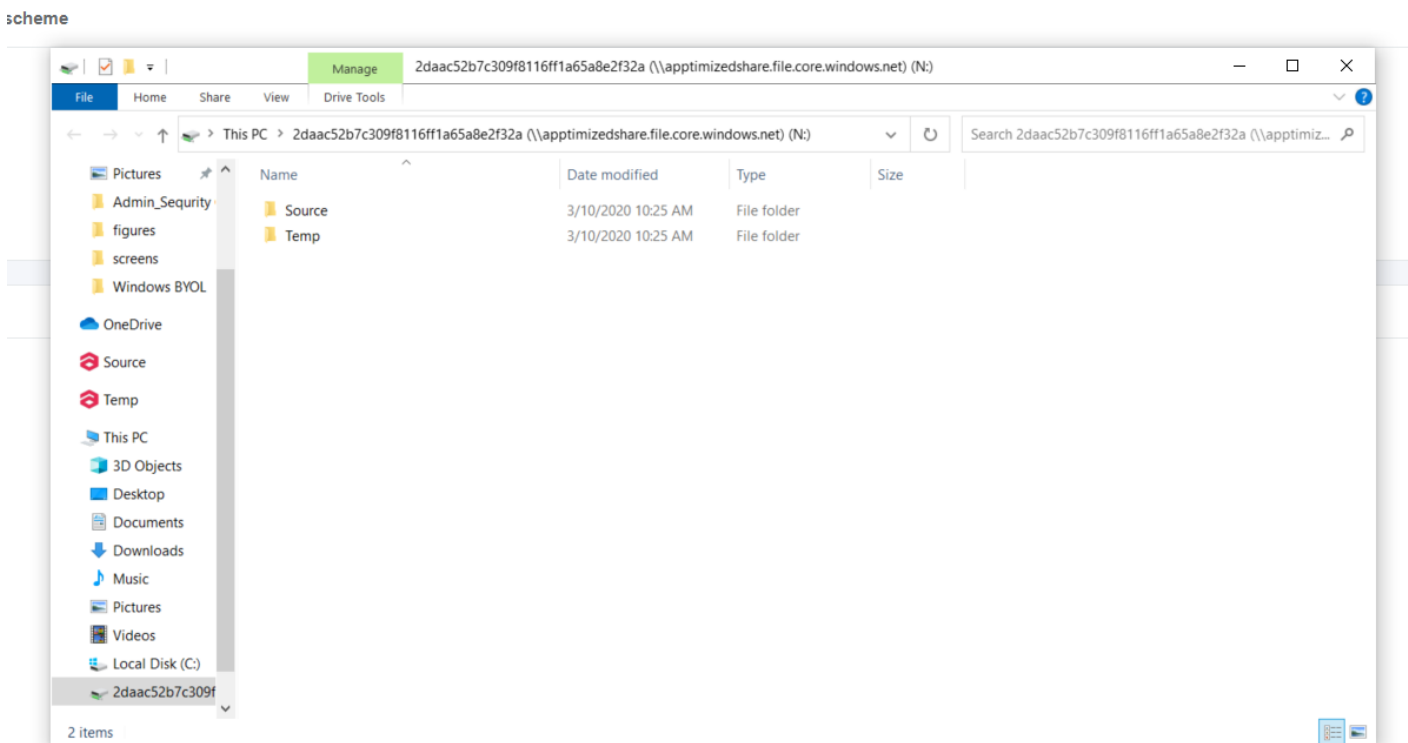 scheme
Manage 2daac52b7c309f8116ff1a65a8e2f32a (\\apptimizedshare.file.core.windows.net) (N:)
File Home Share View Drive Tools
This PC > 2daac52b7c309f8116ff1a65a8e2f32a (\\apptimizedshare.file.core.windows.net) (N:) Search 2daac52b7c309f8116ff1a65a8e2f32a (\\apptimiz...
Name Date modified Type Size
Source 3/10/2020 10:25 AM File folder
Temp 3/10/2020 10:25 AM File folder
Pictures
Admin_Sequrity
figures
screens
Windows BYOL
OneDrive
Source
Temp
This PC
3D Objects
Desktop
Documents
Downloads
Music
Pictures
Videos
Local Disk (C:)
2daac52b7c309f
2 items